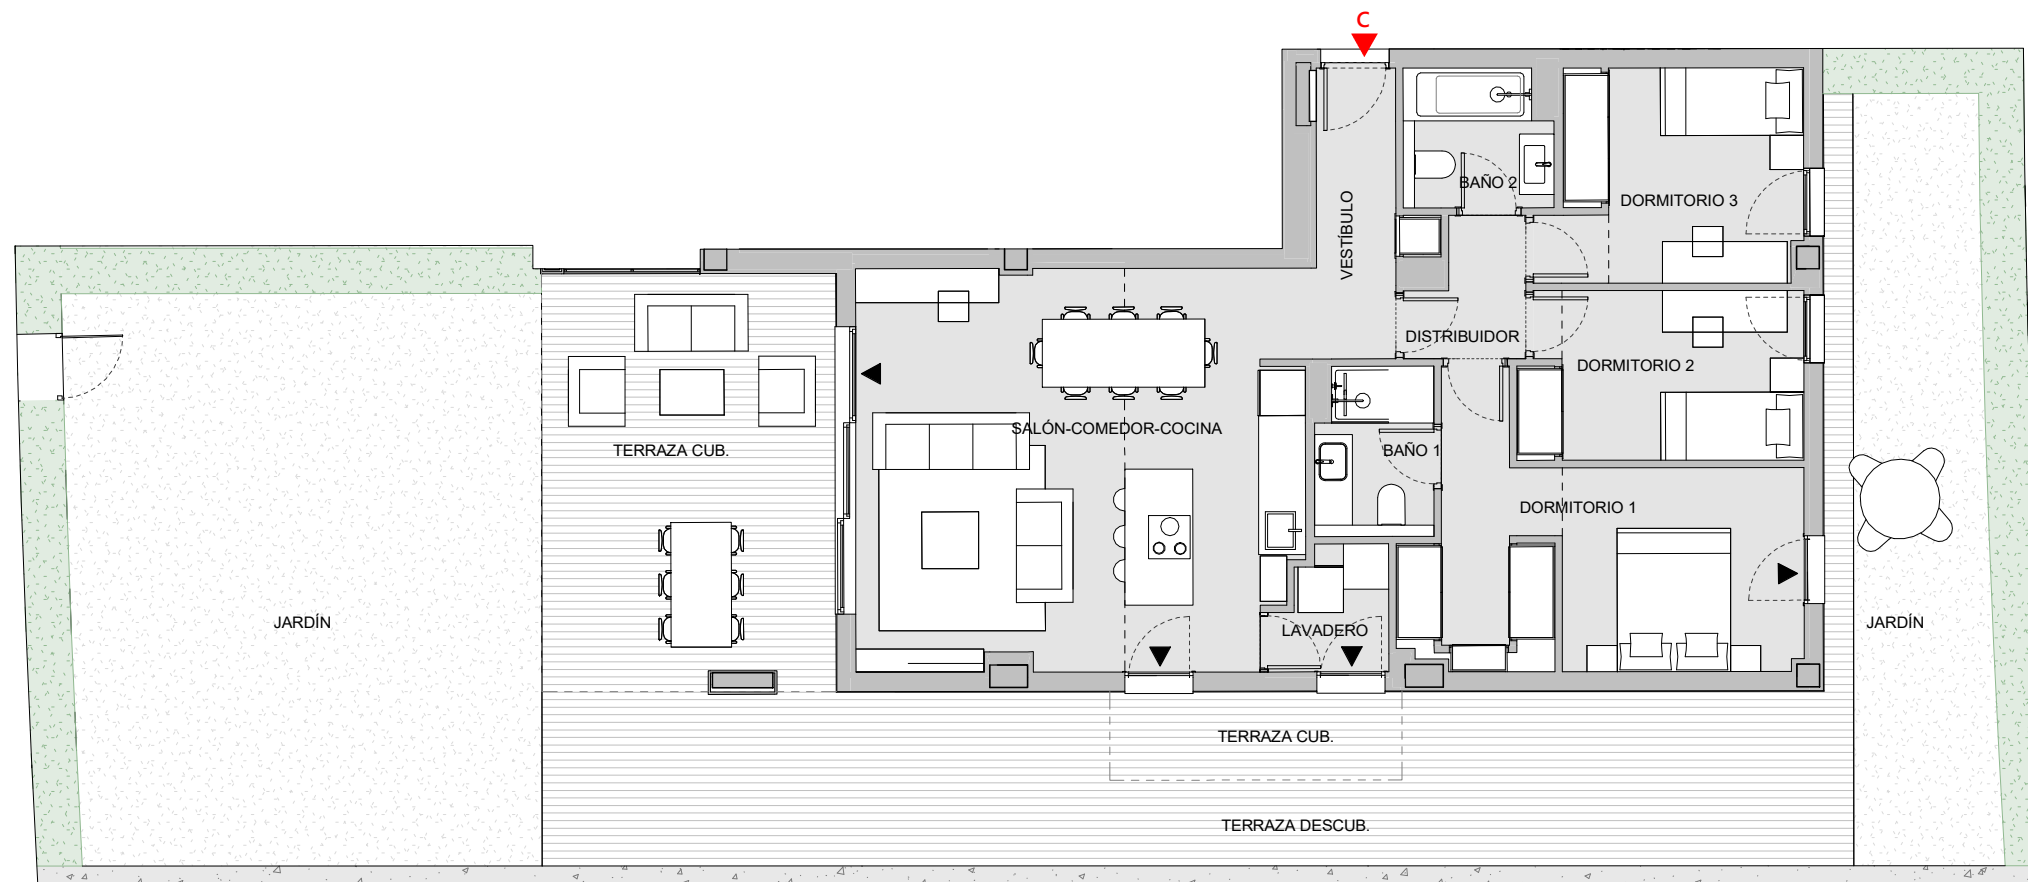 C
BAÑO 2
DORMITORIO 3
VESTÍBULO
DISTRIBUIDOR
DORMITORIO 2
SALÓN-COMEDOR-COCINA
TERRAZA CUB.
BAÑO 1
DORMITORIO 1
JARDÍN
LAVADERO
JARDÍN
TERRAZA CUB.
TERRAZA DESCUB.